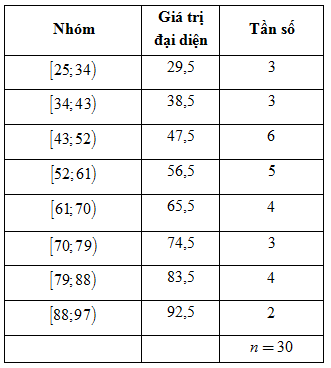 Nhóm Giá trị đại diện Tần số
[25;34) 29,5 3
[34;43) 38,5 3
[43;52) 47,5 6
[52;61) 56,5 5
[61;70) 65,5 4
[70;79) 74,5 3
[79;88) 83,5 4
[88;97) 92,5 2
n = 30